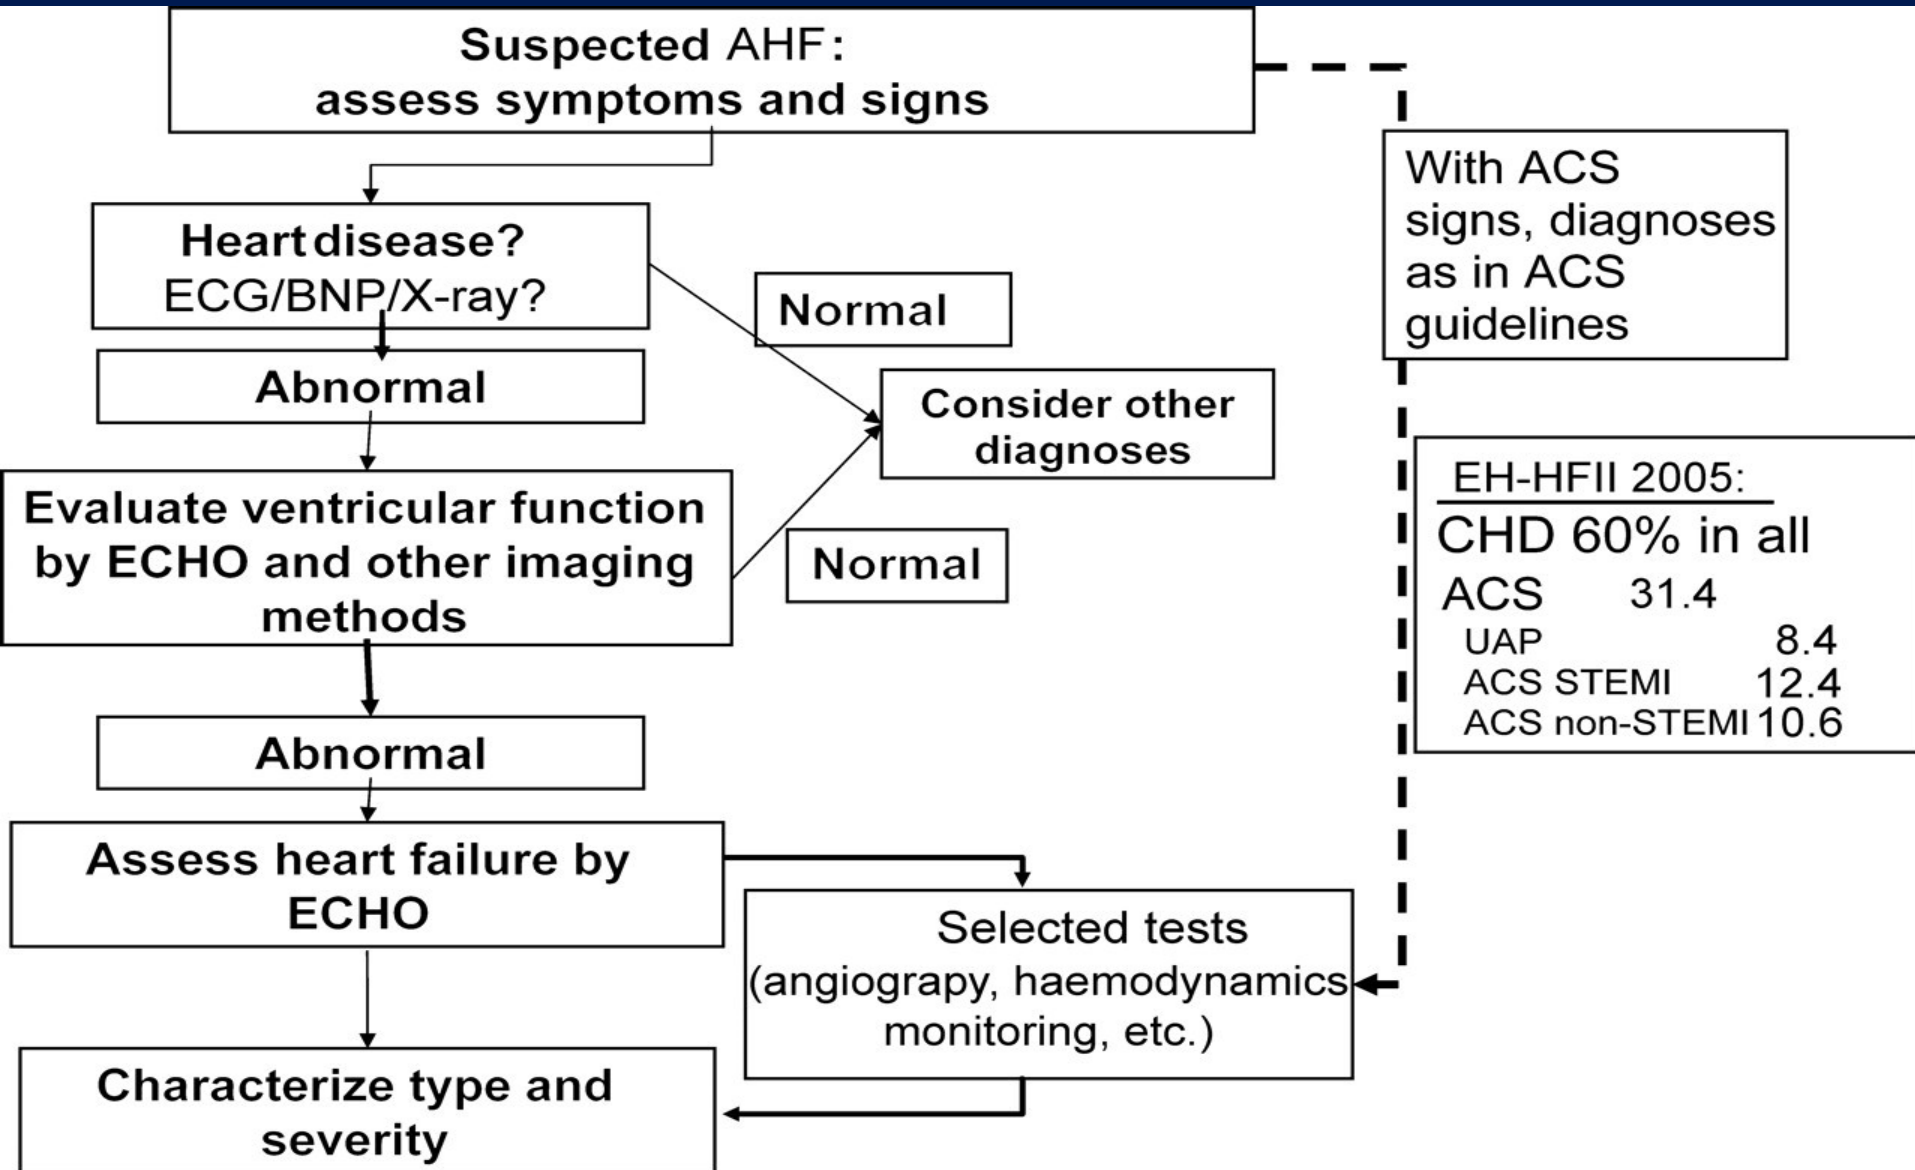 Suspected AHF:
assess symptoms and signs
With ACS
signs, diagnoses
as in ACS
guidelines
Heart disease?
ECG/BNP/X-ray?
Normal
Abnormal
Consider other
diagnoses
Evaluate ventricular function
by ECHO and other imaging
methods
Normal
EH-HFII 2005:
CHD 60% in all
ACS 31.4
UAP 8.4
ACS STEMI 12.4
ACS non-STEMI 10.6
Abnormal
Assess heart failure by
ECHO
Selected tests
(angiograpy, haemodynamics
monitoring, etc.)
Characterize type and
severity